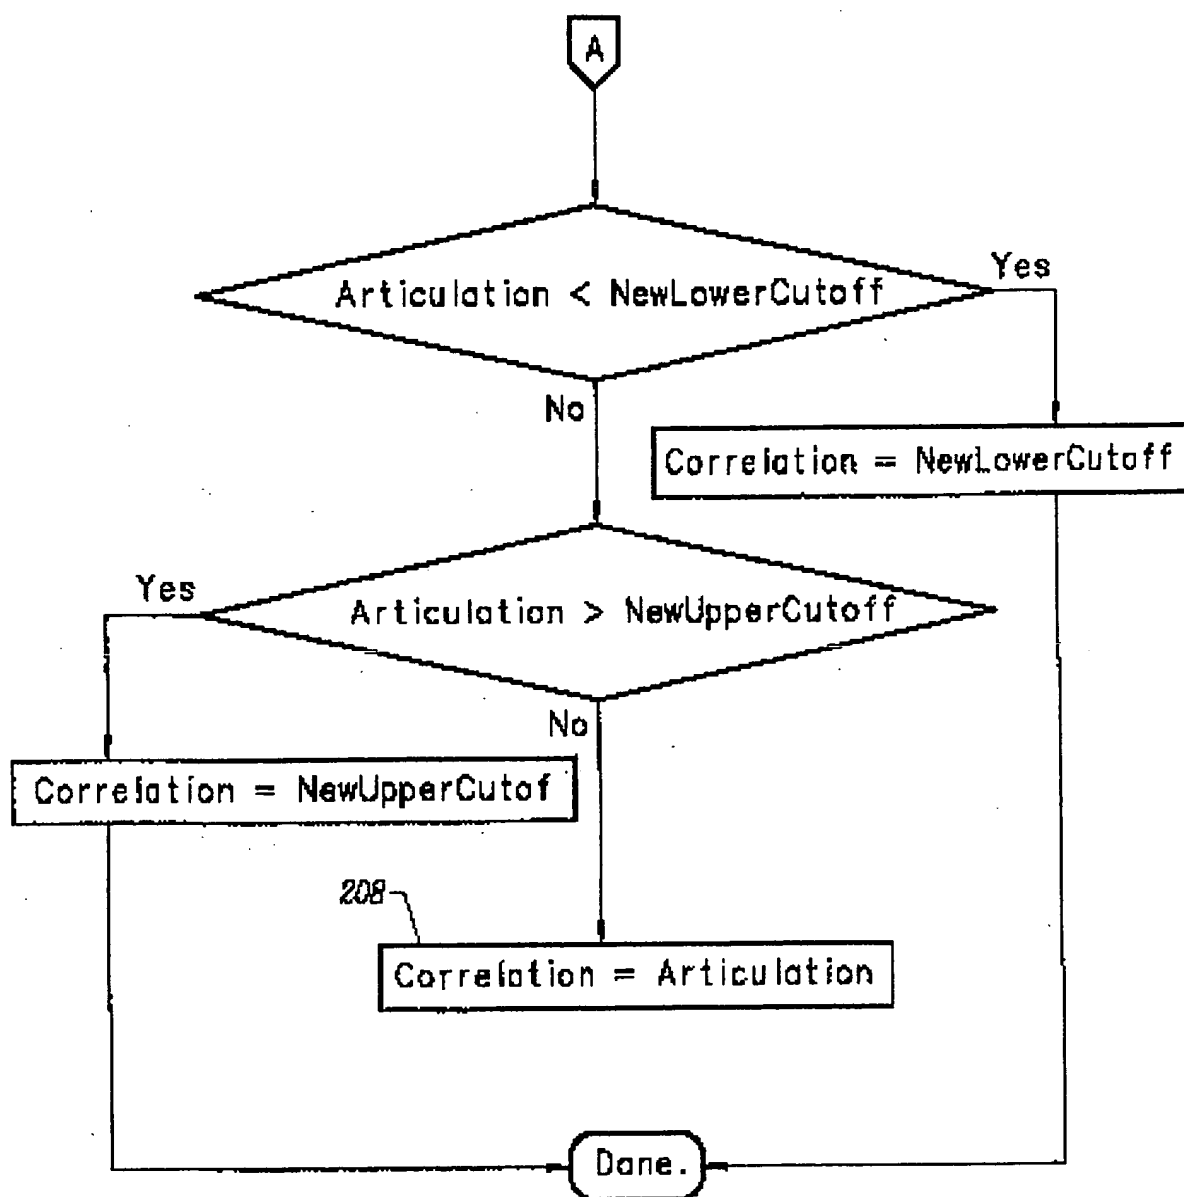 A
Articulation < NewLowerCutoff
Yes
No
Correlation = NewLowerCutoff
Articulation > NewUpperCutoff
Yes
No
Correlation = NewUpperCutof
208
Correlation = Articulation
Done.